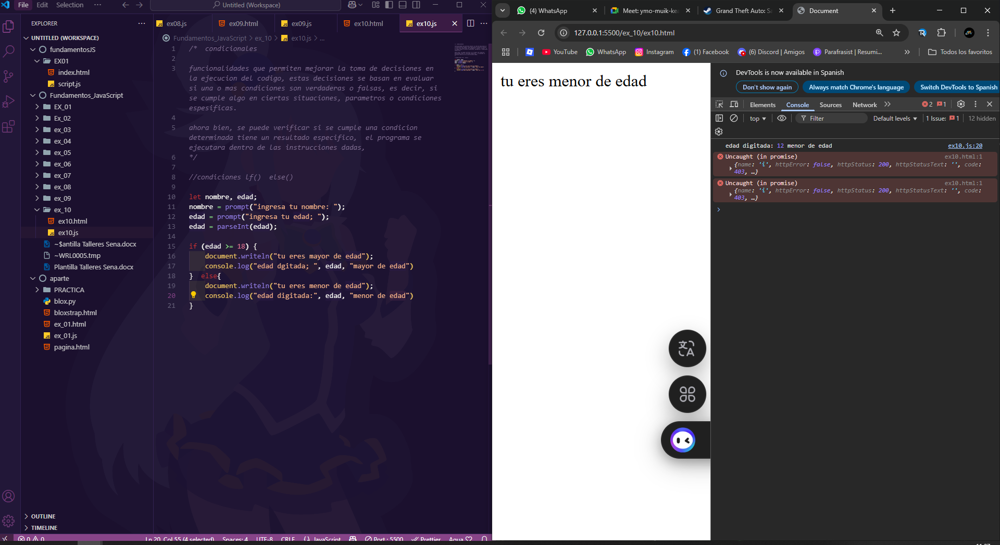 File Edit Selection ··· Untitled (Workspace)
EXPLORER ···
UNTITLED (WORKSPACE)
fundamentosJS
EX01
index.html
script.js
Fundamentos_JavaScript
EX_01
Ex_02
ex_03
ex_04
ex_05
ex_06
ex_07
ex_08
ex_09
ex_10
ex10.html
ex10.js
~$antilla Talleres Sena.docx
~WRL0005.tmp
Plantilla Talleres Sena.docx
aparte
PRACTICA
blox.py
bloxstrap.html
ex_01.html
ex_01.js
pagina.html
OUTLINE
TIMELINE
ex08.js ex09.html ex09.js ex10.html ex10.js
Fundamentos_JavaScript > ex_10 > ex10.js > ...
1 /* condicionales
2
3 funcionalidades que permiten mejorar la toma de decisiones en
la ejecucion del codigo, estas decisiones se basan en evaluar
si una o mas condiciones son verdaderas o falsas, es decir, si
se cumple algo en ciertas situaciones, parametros o condiciones
espesificas.
4
5 ahora bien, se puede verificar si se cumple una condicion
determinada tiene un resultado especifico, el programa se
ejecutara dentro de las instrucciones dadas,
6 */
7
8 //condiciones lf() else()
9
10 let nombre, edad;
11 nombre = prompt("ingresa tu nombre: ");
12 edad = prompt("ingresa tu edad; ");
13 edad = parseInt(edad);
14
15 if (edad >= 18) {
16 document.writeln("tu eres mayor de edad");
17 console.log("edad dgitada; ", edad, "mayor de edad")
18 } else{
19 document.writeln("tu eres menor de edad");
20 console.log("edad digitada:", edad, "menor de edad")
21 }
0 0 Ln 20, Col 55 (4 selected) Spaces: 4 UTF-8 CRLF {} JavaScript Port : 5500 Prettier Aqua
(4) WhatsApp Meet: ymo-muik-kea Grand Theft Auto: Sa Document
127.0.0.1:5500/ex_10/ex10.html
YouTube WhatsApp Instagram (1) Facebook (6) Discord | Amigos Parafrasist | Resumi... » Todos los favoritos
tu eres menor de edad
DevTools is now available in Spanish
Don't show again Always match Chrome's language Switch DevTools to Spanish
Elements Console Sources Network » 2 1
top Filter Default levels 1 Issue: 1 12 hidden
edad digitada: 12 menor de edad ex10.js:20
Uncaught (in promise) ex10.html:1
{name: 'i', httpError: false, httpStatus: 200, httpStatusText: '', code:
403, …}
Uncaught (in promise) ex10.html:1
{name: 'i', httpError: false, httpStatus: 200, httpStatusText: '', code:
403, …}